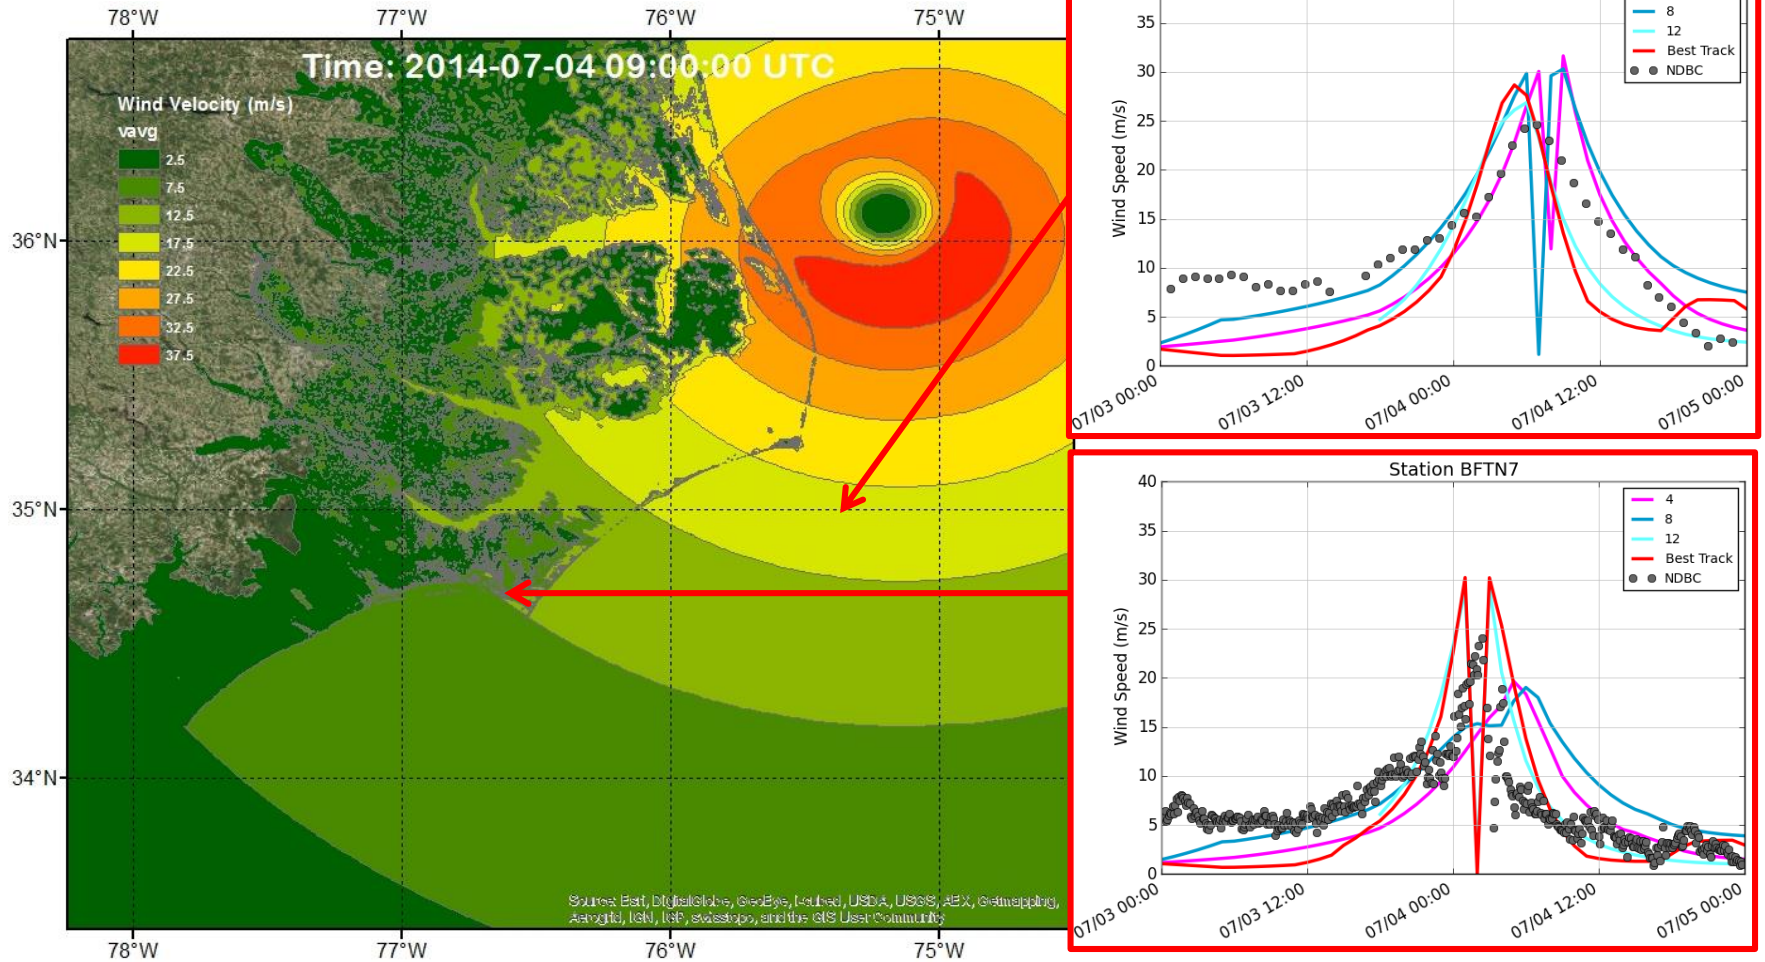 78°W 77°W 76°W 75°W
Time: 2014-07-04 09:00:00 UTC
Wind Velocity (m/s)
vavg
2.5
7.5
12.5
17.5
22.5
27.5
32.5
37.5
36°N
35°N
34°N
Source: Esri, DigitalGlobe, GeoEye, i-cubed, USDA, USGS, AEX, Getmapping,
Aerogrid, IGN, IGP, swisstopo, and the GIS User Community
78°W 77°W 76°W 75°W
8
12
Best Track
NDBC
Wind Speed (m/s)
35
30
25
20
15
10
5
0
07/03 00:00 07/03 12:00 07/04 00:00 07/04 12:00 07/05 00:00
Station BFTN7
4
8
12
Best Track
NDBC
Wind Speed (m/s)
40
35
30
25
20
15
10
5
0
07/03 00:00 07/03 12:00 07/04 00:00 07/04 12:00 07/05 00:00